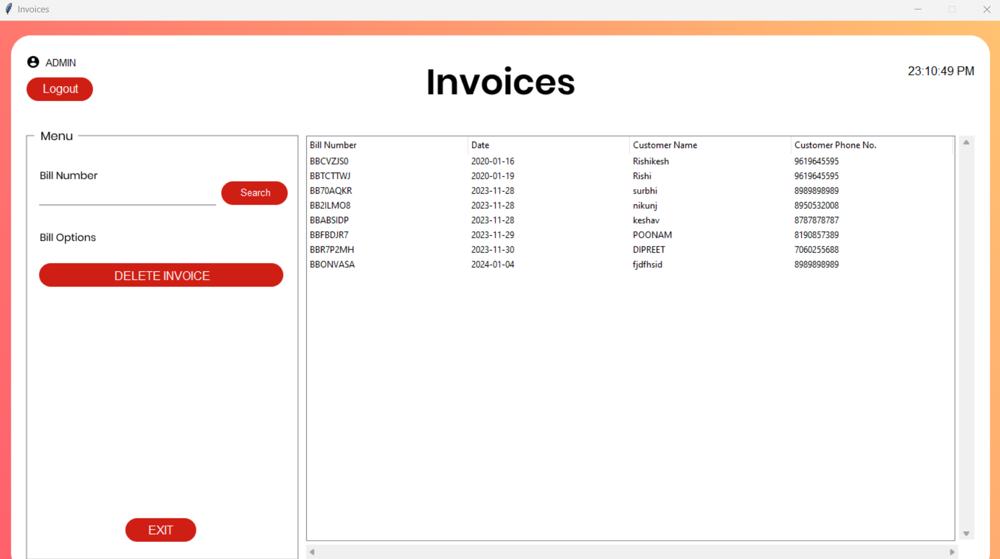 Invoices
ADMIN
Logout
Invoices
23:10:49 PM
Menu
Bill Number
Search
Bill Options
DELETE INVOICE
EXIT
Bill Number Date Customer Name Customer Phone No.
BBCVZJS0 2020-01-16 Rishikesh 9619645595
BBTCTTWJ 2020-01-19 Rishi 9619645595
BB70AQKR 2023-11-28 surbhi 8989898989
BB2ILMO8 2023-11-28 nikunj 8950532008
BBABSIDP 2023-11-28 keshav 8787878787
BBFBDJR7 2023-11-29 POONAM 8190857389
BBR7P2MH 2023-11-30 DIPREET 7060255688
BBONVASA 2024-01-04 fjdfhsid 8989898989